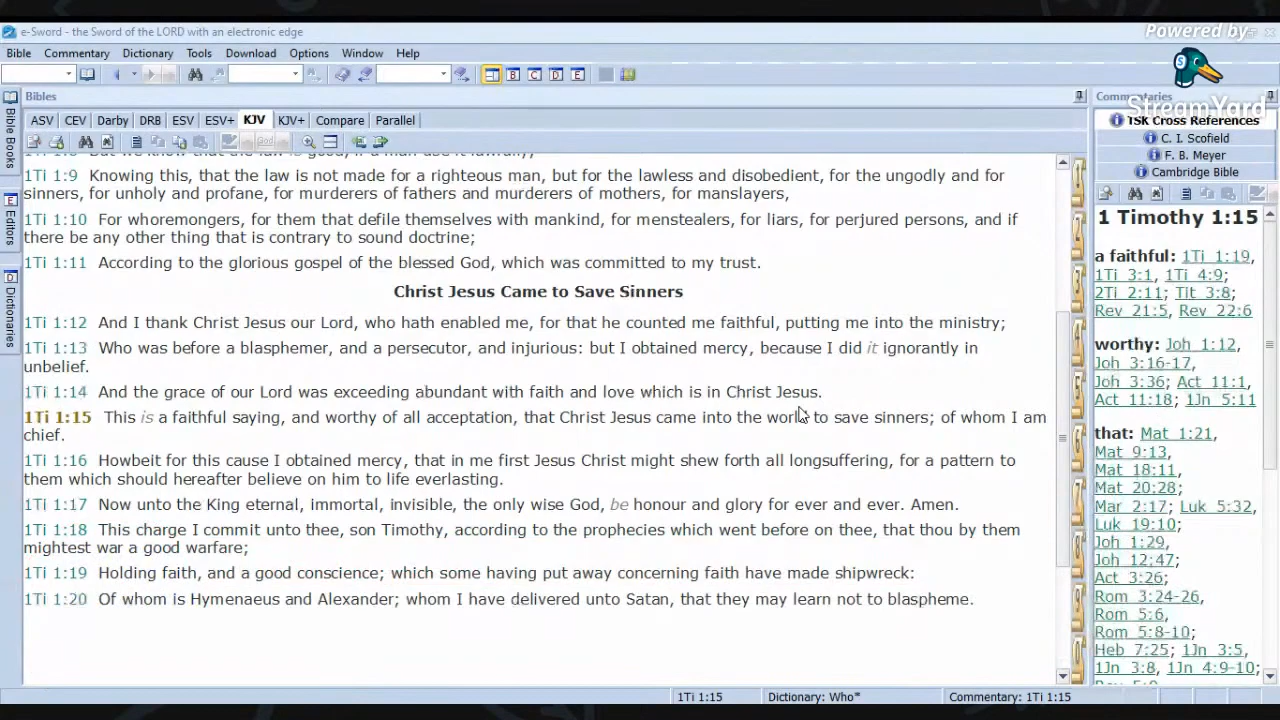 e-Sword - the Sword of the LORD with an electronic edge
Powered by
Bible Commentary Dictionary Tools Download Options Window Help
B C D E
S
StreamYard
Bibles
Commentaries
Bible Books
Editors
Dictionaries
ASV CEV Darby DRB ESV ESV+ KJV KJV+ Compare Parallel
God
1Ti 1:9 Knowing this, that the law is not made for a righteous man, but for the lawless and disobedient, for the ungodly and for
sinners, for unholy and profane, for murderers of fathers and murderers of mothers, for manslayers,
1Ti 1:10 For whoremongers, for them that defile themselves with mankind, for menstealers, for liars, for perjured persons, and if
there be any other thing that is contrary to sound doctrine;
1Ti 1:11 According to the glorious gospel of the blessed God, which was committed to my trust.
Christ Jesus Came to Save Sinners
1Ti 1:12 And I thank Christ Jesus our Lord, who hath enabled me, for that he counted me faithful, putting me into the ministry;
1Ti 1:13 Who was before a blasphemer, and a persecutor, and injurious: but I obtained mercy, because I did it ignorantly in
unbelief.
1Ti 1:14 And the grace of our Lord was exceeding abundant with faith and love which is in Christ Jesus.
1Ti 1:15 This is a faithful saying, and worthy of all acceptation, that Christ Jesus came into the world to save sinners; of whom I am
chief.
1Ti 1:16 Howbeit for this cause I obtained mercy, that in me first Jesus Christ might shew forth all longsuffering, for a pattern to
them which should hereafter believe on him to life everlasting.
1Ti 1:17 Now unto the King eternal, immortal, invisible, the only wise God, be honour and glory for ever and ever. Amen.
1Ti 1:18 This charge I commit unto thee, son Timothy, according to the prophecies which went before on thee, that thou by them
mightest war a good warfare;
1Ti 1:19 Holding faith, and a good conscience; which some having put away concerning faith have made shipwreck:
1Ti 1:20 Of whom is Hymenaeus and Alexander; whom I have delivered unto Satan, that they may learn not to blaspheme.
TSK Cross References
C. I. Scofield
F. B. Meyer
Cambridge Bible
1 Timothy 1:15
a faithful: 1Ti 1:19,
1Ti 3:1, 1Ti 4:9;
2Ti 2:11; Tit 3:8;
Rev 21:5, Rev 22:6
worthy: Joh 1:12,
Joh 3:16-17,
Joh 3:36; Act 11:1,
Act 11:18; 1Jn 5:11
that: Mat 1:21,
Mat 9:13,
Mat 18:11,
Mat 20:28;
Mar 2:17; Luk 5:32,
Luk 19:10;
Joh 1:29,
Joh 12:47;
Act 3:26;
Rom 3:24-26,
Rom 5:6,
Rom 5:8-10;
Heb 7:25; 1Jn 3:5,
1Jn 3:8, 1Jn 4:9-10;
1Ti 1:15 Dictionary: Who* Commentary: 1Ti 1:15